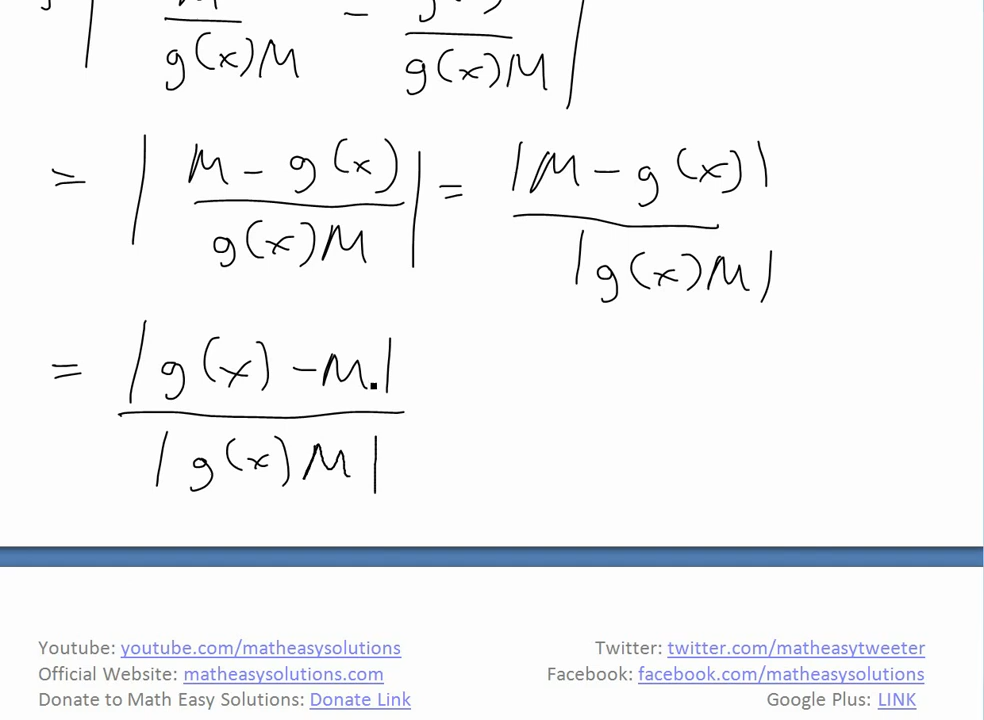 g(x)M - g(x)M |
= | M - g(x) / g(x)M | = |M - g(x)| / |g(x)M|
= |g(x) - M.| / |g(x)M|
Youtube: youtube.com/matheasysolutions
Official Website: matheasysolutions.com
Donate to Math Easy Solutions: Donate Link
Twitter: twitter.com/matheasytweeter
Facebook: facebook.com/matheasysolutions
Google Plus: LINK